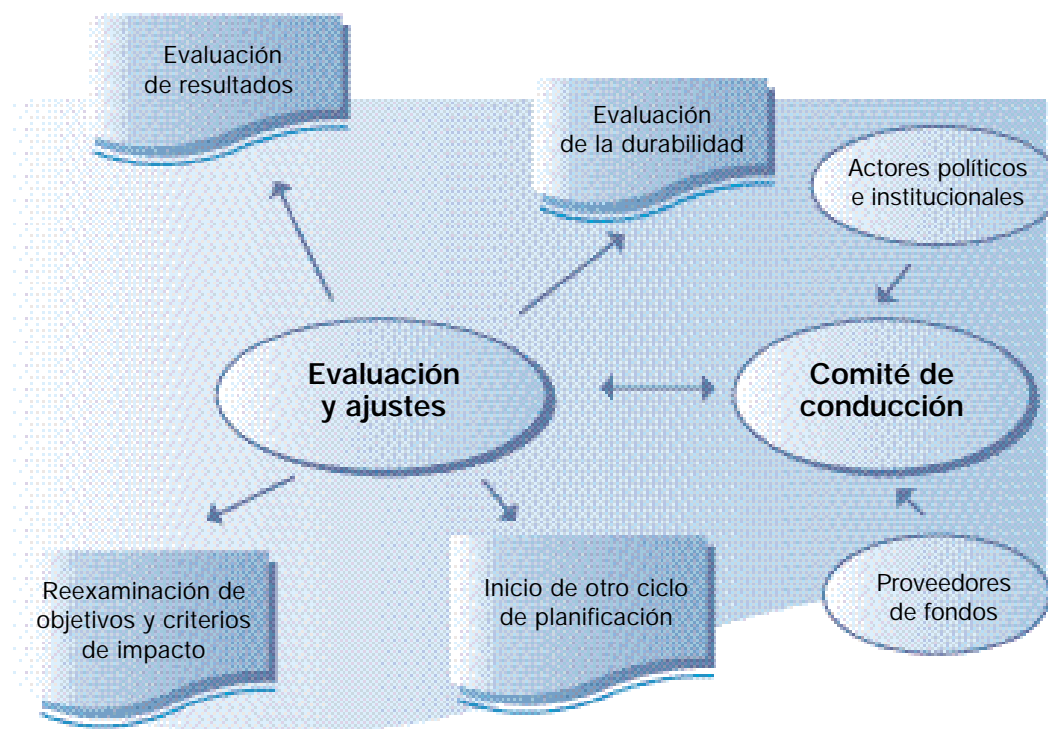 Evaluación
de resultados
Evaluación
de la durabilidad
Actores políticos
e institucionales
Evaluación
y ajustes
Comité de
conducción
Reexaminación de
objetivos y criterios
de impacto
Inicio de otro ciclo
de planificación
Proveedores
de fondos